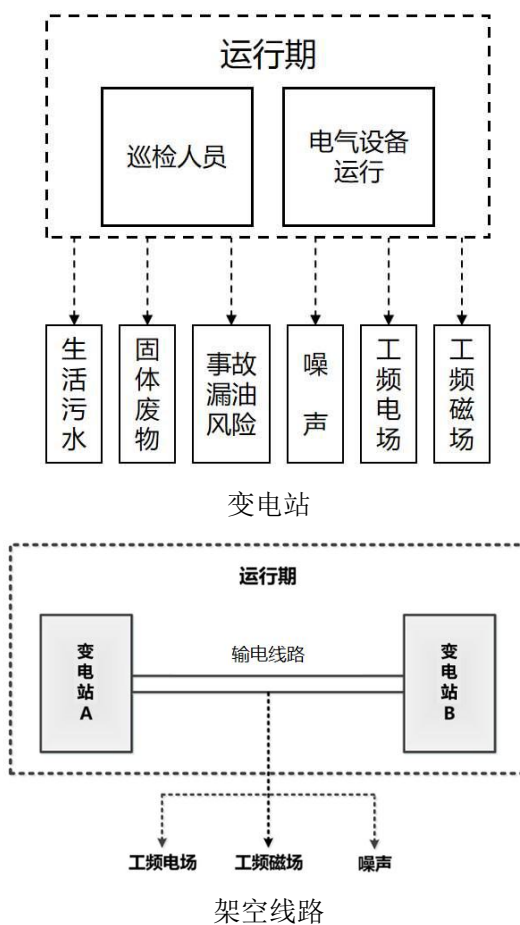 运行期
巡检人员
电气设备
运行
生活污水
固体废物
事故
漏油
风险
噪声
工频电场
工频磁场
变电站
运行期
变电站A
输电线路
变电站B
工频电场
工频磁场
噪声
架空线路